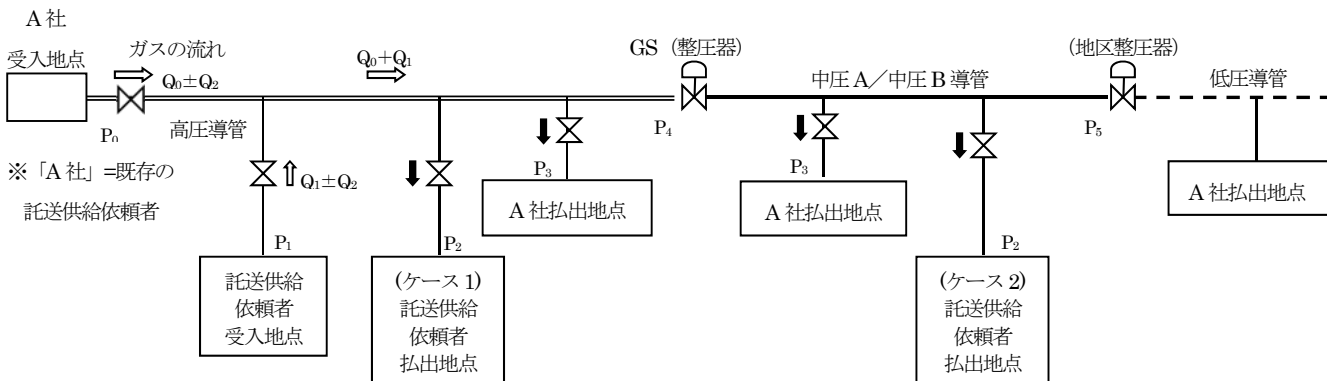 A社
受入地点
ガスの流れ
Q₀±Q₂
Q₀+Q₁
GS（整圧器）
中圧A／中圧B導管
（地区整圧器）
低圧導管
P₀
高圧導管
P₄
P₅
※「A社」=既存の
託送供給依頼者
Q₁±Q₂
P₃
A社払出地点
P₃
A社払出地点
A社払出地点
P₁
託送供給
依頼者
受入地点
P₂
(ケース1)
託送供給
依頼者
払出地点
P₂
(ケース2)
託送供給
依頼者
払出地点